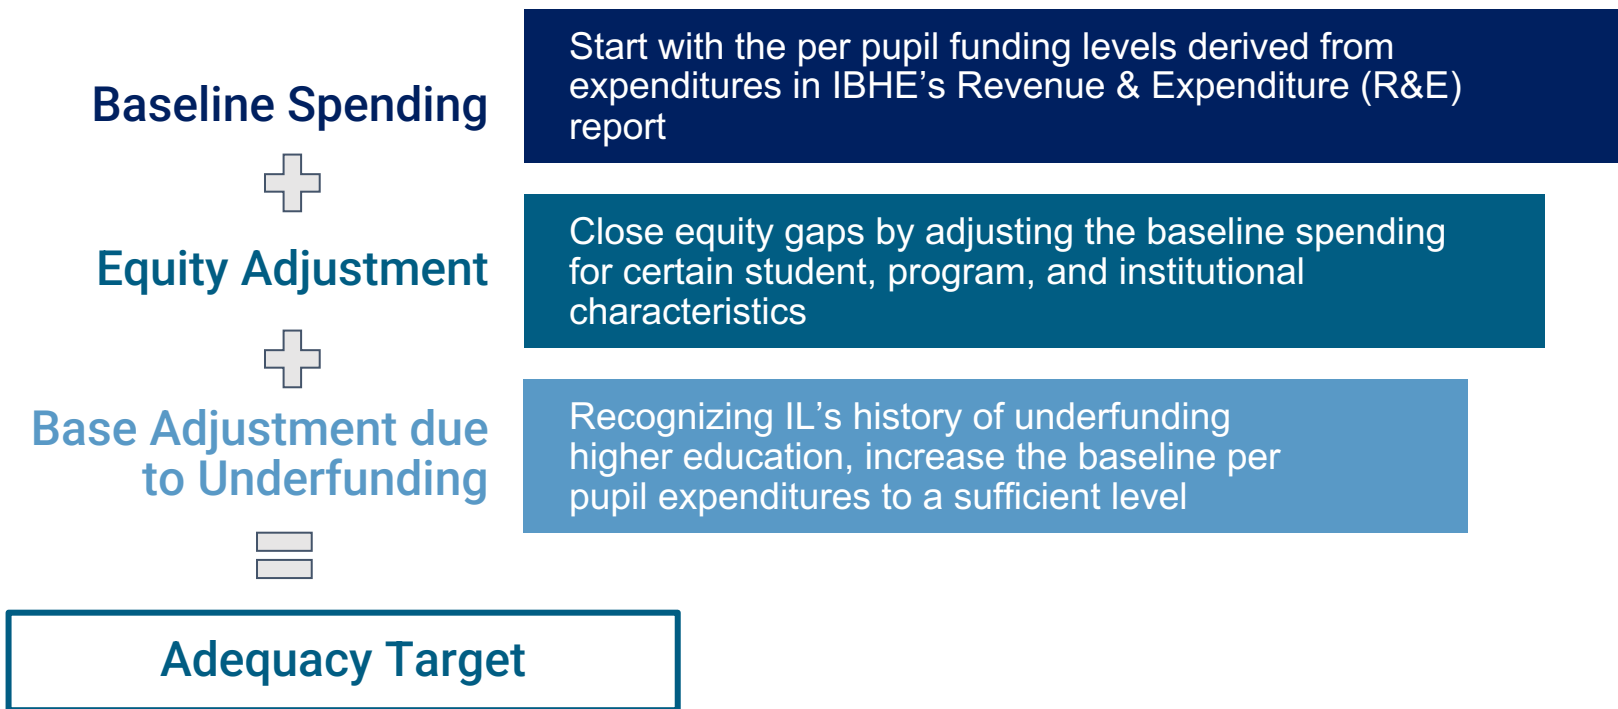 Baseline Spending
Start with the per pupil funding levels derived from
expenditures in IBHE's Revenue & Expenditure (R&E)
report
Equity Adjustment
Close equity gaps by adjusting the baseline spending
for certain student, program, and institutional
characteristics
Base Adjustment due
to Underfunding
Recognizing IL's history of underfunding
higher education, increase the baseline per
pupil expenditures to a sufficient level
Adequacy Target